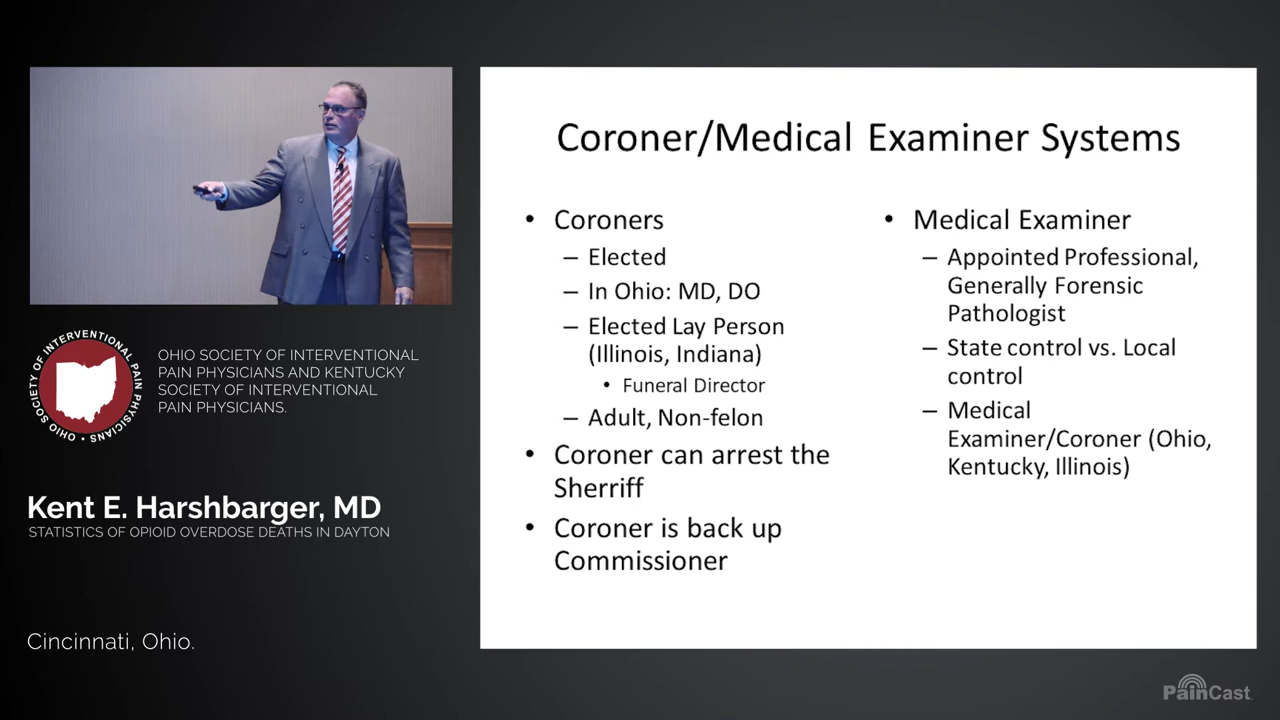 Coroner/Medical Examiner Systems
• Coroners
– Elected
– In Ohio: MD, DO
– Elected Lay Person
(Illinois, Indiana)
• Funeral Director
– Adult, Non-felon
• Coroner can arrest the
Sherriff
• Coroner is back up
Commissioner
• Medical Examiner
– Appointed Professional,
Generally Forensic
Pathologist
– State control vs. Local
control
– Medical
Examiner/Coroner (Ohio,
Kentucky, Illinois)
OHIO SOCIETY OF INTERVENTIONAL PAIN PHYSICIANS •
OHIO SOCIETY OF INTERVENTIONAL
PAIN PHYSICIANS AND KENTUCKY
SOCIETY OF INTERVENTIONAL
PAIN PHYSICIANS.
Kent E. Harshbarger, MD
STATISTICS OF OPIOID OVERDOSE DEATHS IN DAYTON
Cincinnati, Ohio.
PainCast